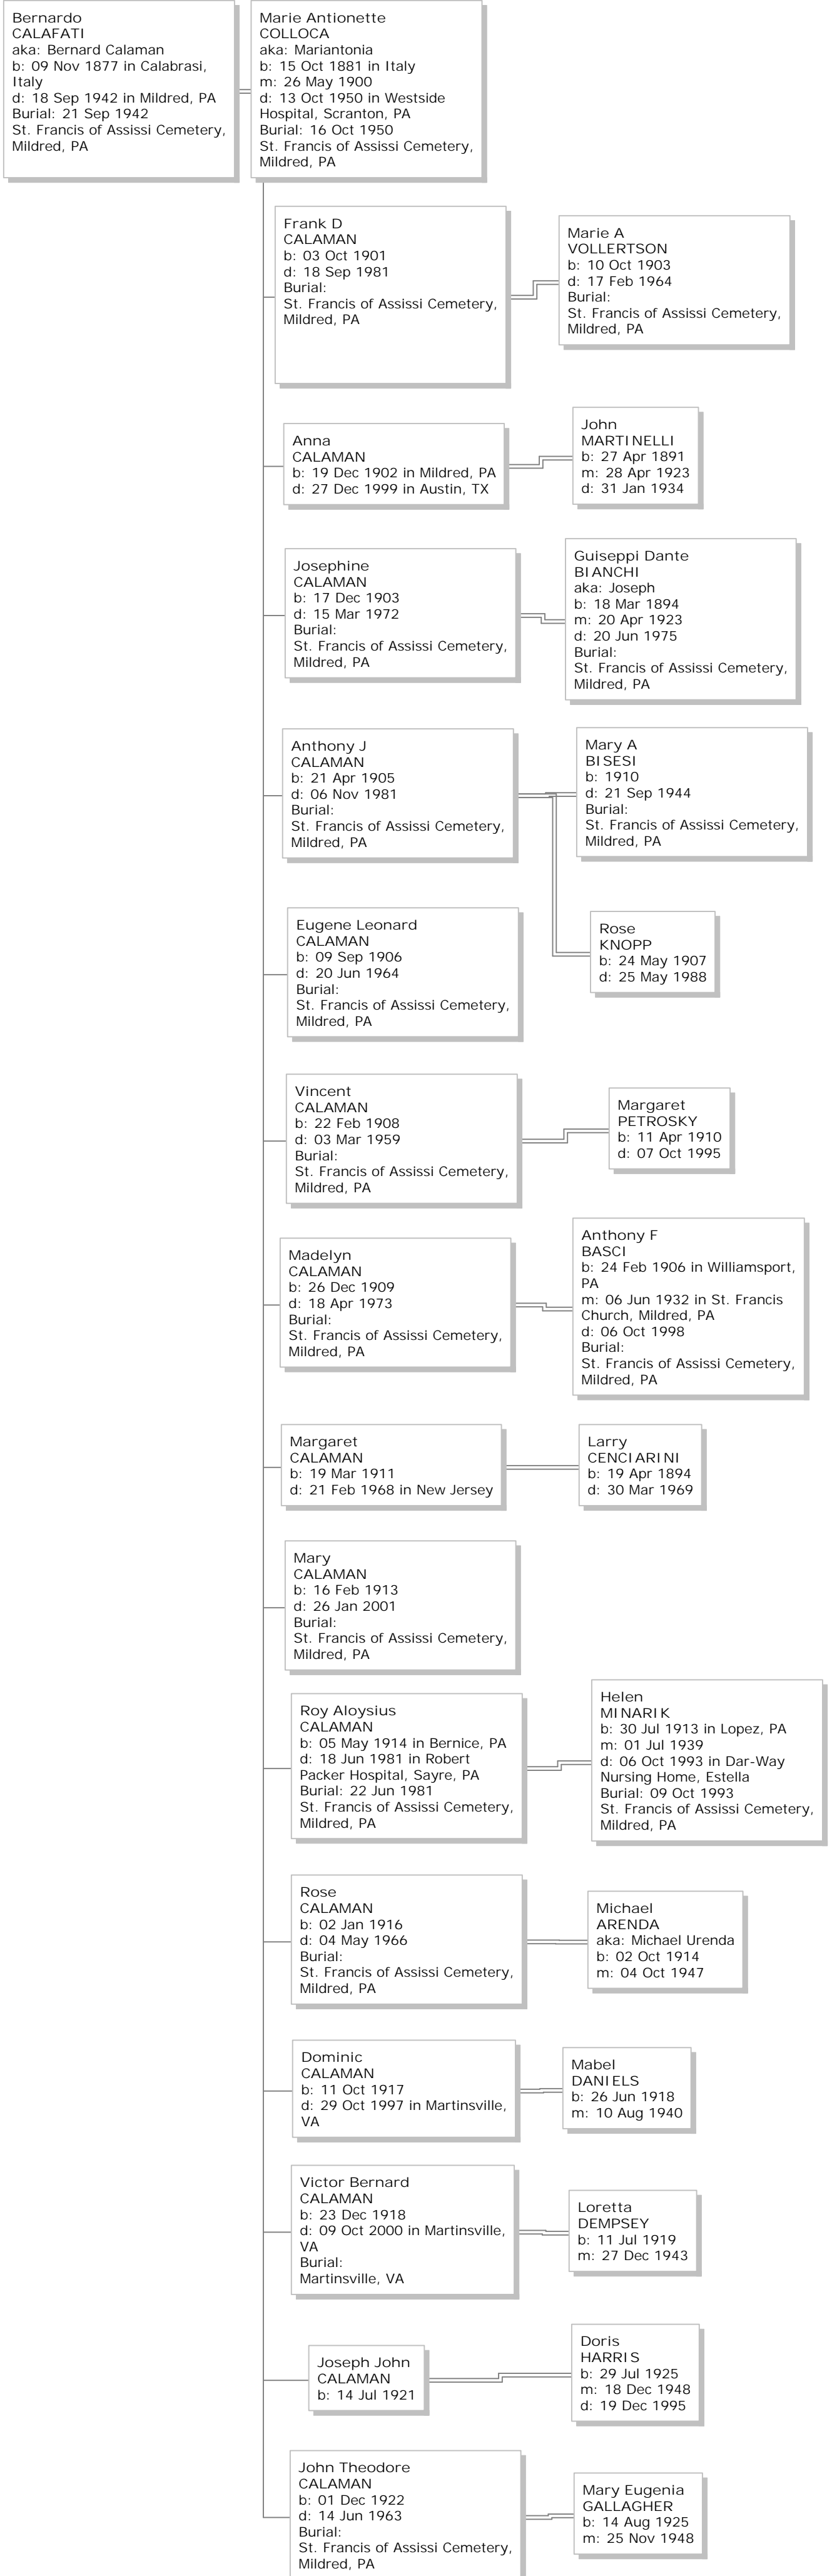 Bernardo
CALAFATI
aka: Bernard Calaman
b: 09 Nov 1877 in Calabrasi,
Italy
d: 18 Sep 1942 in Mildred, PA
Burial: 21 Sep 1942
St. Francis of Assissi Cemetery,
Mildred, PA
Marie Antionette
COLLOCA
aka: Mariantonia
b: 15 Oct 1881 in Italy
m: 26 May 1900
d: 13 Oct 1950 in Westside
Hospital, Scranton, PA
Burial: 16 Oct 1950
St. Francis of Assissi Cemetery,
Mildred, PA
Frank D
CALAMAN
b: 03 Oct 1901
d: 18 Sep 1981
Burial:
St. Francis of Assissi Cemetery,
Mildred, PA
Marie A
VOLLERTSON
b: 10 Oct 1903
d: 17 Feb 1964
Burial:
St. Francis of Assissi Cemetery,
Mildred, PA
Anna
CALAMAN
b: 19 Dec 1902 in Mildred, PA
d: 27 Dec 1999 in Austin, TX
John
MARTINELLI
b: 27 Apr 1891
m: 28 Apr 1923
d: 31 Jan 1934
Josephine
CALAMAN
b: 17 Dec 1903
d: 15 Mar 1972
Burial:
St. Francis of Assissi Cemetery,
Mildred, PA
Guiseppi Dante
BIANCHI
aka: Joseph
b: 18 Mar 1894
m: 20 Apr 1923
d: 20 Jun 1975
Burial:
St. Francis of Assissi Cemetery,
Mildred, PA
Anthony J
CALAMAN
b: 21 Apr 1905
d: 06 Nov 1981
Burial:
St. Francis of Assissi Cemetery,
Mildred, PA
Mary A
BISESI
b: 1910
d: 21 Sep 1944
Burial:
St. Francis of Assissi Cemetery,
Mildred, PA
Rose
KNOPP
b: 24 May 1907
d: 25 May 1988
Eugene Leonard
CALAMAN
b: 09 Sep 1906
d: 20 Jun 1964
Burial:
St. Francis of Assissi Cemetery,
Mildred, PA
Vincent
CALAMAN
b: 22 Feb 1908
d: 03 Mar 1959
Burial:
St. Francis of Assissi Cemetery,
Mildred, PA
Margaret
PETROSKY
b: 11 Apr 1910
d: 07 Oct 1995
Madelyn
CALAMAN
b: 26 Dec 1909
d: 18 Apr 1973
Burial:
St. Francis of Assissi Cemetery,
Mildred, PA
Anthony F
BASCI
b: 24 Feb 1906 in Williamsport,
PA
m: 06 Jun 1932 in St. Francis
Church, Mildred, PA
d: 06 Oct 1998
Burial:
St. Francis of Assissi Cemetery,
Mildred, PA
Margaret
CALAMAN
b: 19 Mar 1911
d: 21 Feb 1968 in New Jersey
Larry
CENCIARINI
b: 19 Apr 1894
d: 30 Mar 1969
Mary
CALAMAN
b: 16 Feb 1913
d: 26 Jan 2001
Burial:
St. Francis of Assissi Cemetery,
Mildred, PA
Roy Aloysius
CALAMAN
b: 05 May 1914 in Bernice, PA
d: 18 Jun 1981 in Robert
Packer Hospital, Sayre, PA
Burial: 22 Jun 1981
St. Francis of Assissi Cemetery,
Mildred, PA
Helen
MINARIK
b: 30 Jul 1913 in Lopez, PA
m: 01 Jul 1939
d: 06 Oct 1993 in Dar-Way
Nursing Home, Estella
Burial: 09 Oct 1993
St. Francis of Assissi Cemetery,
Mildred, PA
Rose
CALAMAN
b: 02 Jan 1916
d: 04 May 1966
Burial:
St. Francis of Assissi Cemetery,
Mildred, PA
Michael
ARENDA
aka: Michael Urenda
b: 02 Oct 1914
m: 04 Oct 1947
Dominic
CALAMAN
b: 11 Oct 1917
d: 29 Oct 1997 in Martinsville,
VA
Mabel
DANIELS
b: 26 Jun 1918
m: 10 Aug 1940
Victor Bernard
CALAMAN
b: 23 Dec 1918
d: 09 Oct 2000 in Martinsville,
VA
Burial:
Martinsville, VA
Loretta
DEMPSEY
b: 11 Jul 1919
m: 27 Dec 1943
Joseph John
CALAMAN
b: 14 Jul 1921
Doris
HARRIS
b: 29 Jul 1925
m: 18 Dec 1948
d: 19 Dec 1995
John Theodore
CALAMAN
b: 01 Dec 1922
d: 14 Jun 1963
Burial:
St. Francis of Assissi Cemetery,
Mildred, PA
Mary Eugenia
GALLAGHER
b: 14 Aug 1925
m: 25 Nov 1948